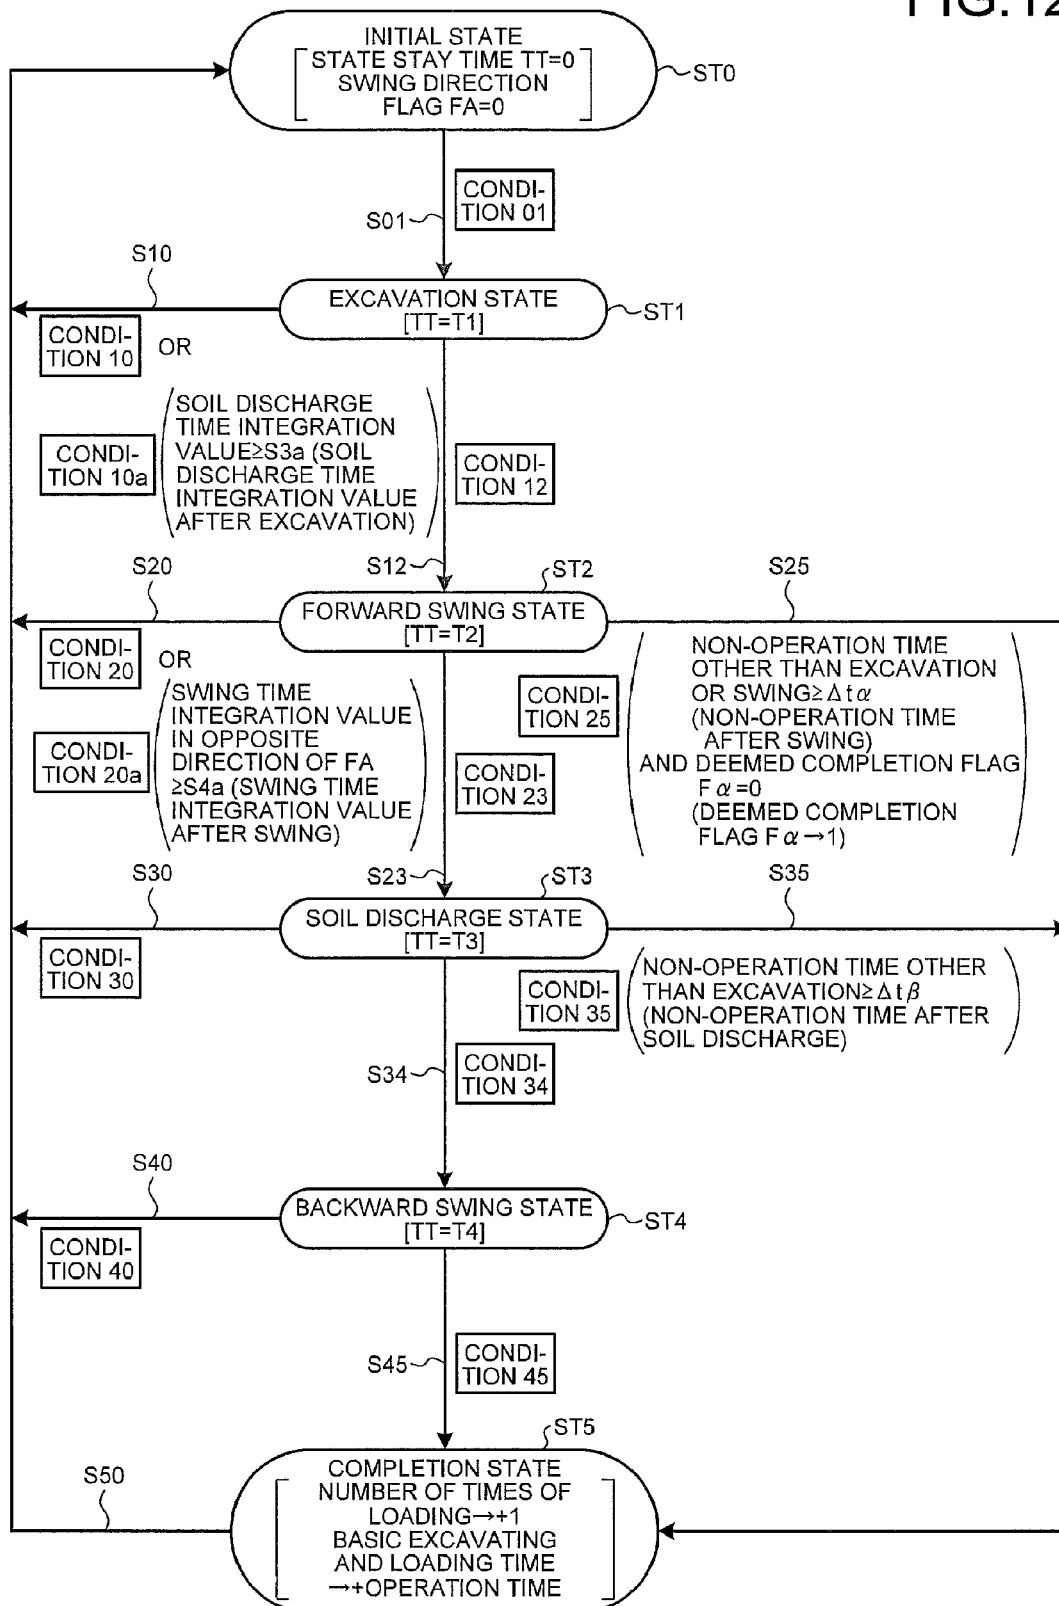 FIG.12
INITIAL STATE
STATE STAY TIME TT=0
SWING DIRECTION
FLAG FA=0
ST0
CONDI-
TION 01
S01
S10
EXCAVATION STATE
[TT=T1]
ST1
CONDI-
TION 10
OR
CONDI-
TION 10a
SOIL DISCHARGE
TIME INTEGRATION
VALUE≥S3a (SOIL
DISCHARGE TIME
INTEGRATION VALUE
AFTER EXCAVATION)
CONDI-
TION 12
S12
ST2
S20
S25
FORWARD SWING STATE
[TT=T2]
CONDI-
TION 20
OR
CONDI-
TION 20a
SWING TIME
INTEGRATION VALUE
IN OPPOSITE
DIRECTION OF FA
≥S4a (SWING TIME
INTEGRATION VALUE
AFTER SWING)
CONDI-
TION 23
CONDI-
TION 25
NON-OPERATION TIME
OTHER THAN EXCAVATION
OR SWING≥Δtα
(NON-OPERATION TIME
AFTER SWING)
AND DEEMED COMPLETION FLAG
Fα=0
(DEEMED COMPLETION
FLAG Fα→1)
S23
ST3
S30
S35
SOIL DISCHARGE STATE
[TT=T3]
CONDI-
TION 30
CONDI-
TION 35
NON-OPERATION TIME OTHER
THAN EXCAVATION≥Δtβ
(NON-OPERATION TIME AFTER
SOIL DISCHARGE)
S34
CONDI-
TION 34
S40
BACKWARD SWING STATE
[TT=T4]
ST4
CONDI-
TION 40
S45
CONDI-
TION 45
ST5
S50
COMPLETION STATE
NUMBER OF TIMES OF
LOADING→+1
BASIC EXCAVATING
AND LOADING TIME
→+OPERATION TIME